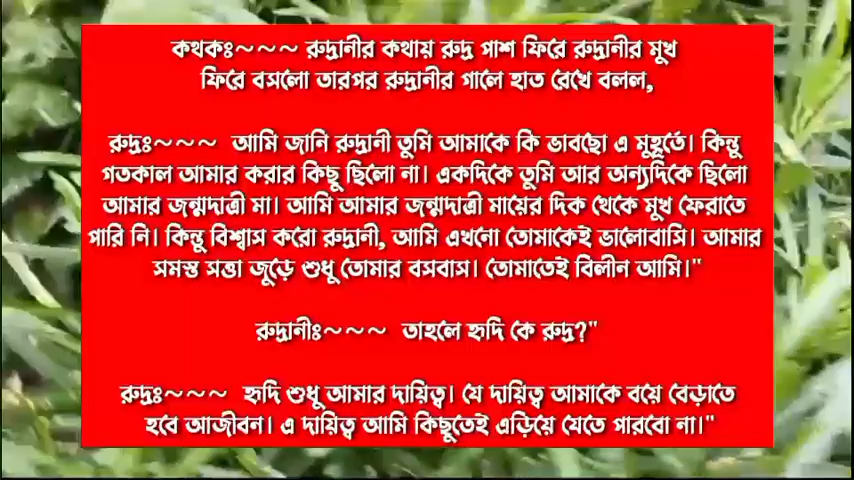 কথকঃ~~~ রুদ্রানীর কথায় রুদ্র পাশ ফিরে রুদ্রানীর মুখ
ফিরে বসলো তারপর রুদ্রানীর গালে হাত রেখে বলল,
রুদ্রঃ~~~ আমি জানি রুদ্রানী তুমি আমাকে কি ভাবছো এ মুহূর্তে। কিন্তু
গতকাল আমার করার কিছু ছিলো না। একদিকে তুমি আর অন্যদিকে ছিলো
আমার জন্মদাত্রী মা। আমি আমার জন্মদাত্রী মায়ের দিক থেকে মুখ ফেরাতে
পারি নি। কিন্তু বিশ্বাস করো রুদ্রানী, আমি এখনো তোমাকেই ভালোবাসি। আমার
সমস্ত সত্তা জুড়ে শুধু তোমার বসবাস। তোমাতেই বিলীন আমি।"
রুদ্রানীঃ~~~ তাহলে হৃদি কে রুদ্র?"
রুদ্রঃ~~~ হৃদি শুধু আমার দায়িত্ব। যে দায়িত্ব আমাকে বয়ে বেড়াতে
হবে আজীবন। এ দায়িত্ব আমি কিছুতেই এড়িয়ে যেতে পারবো না।"